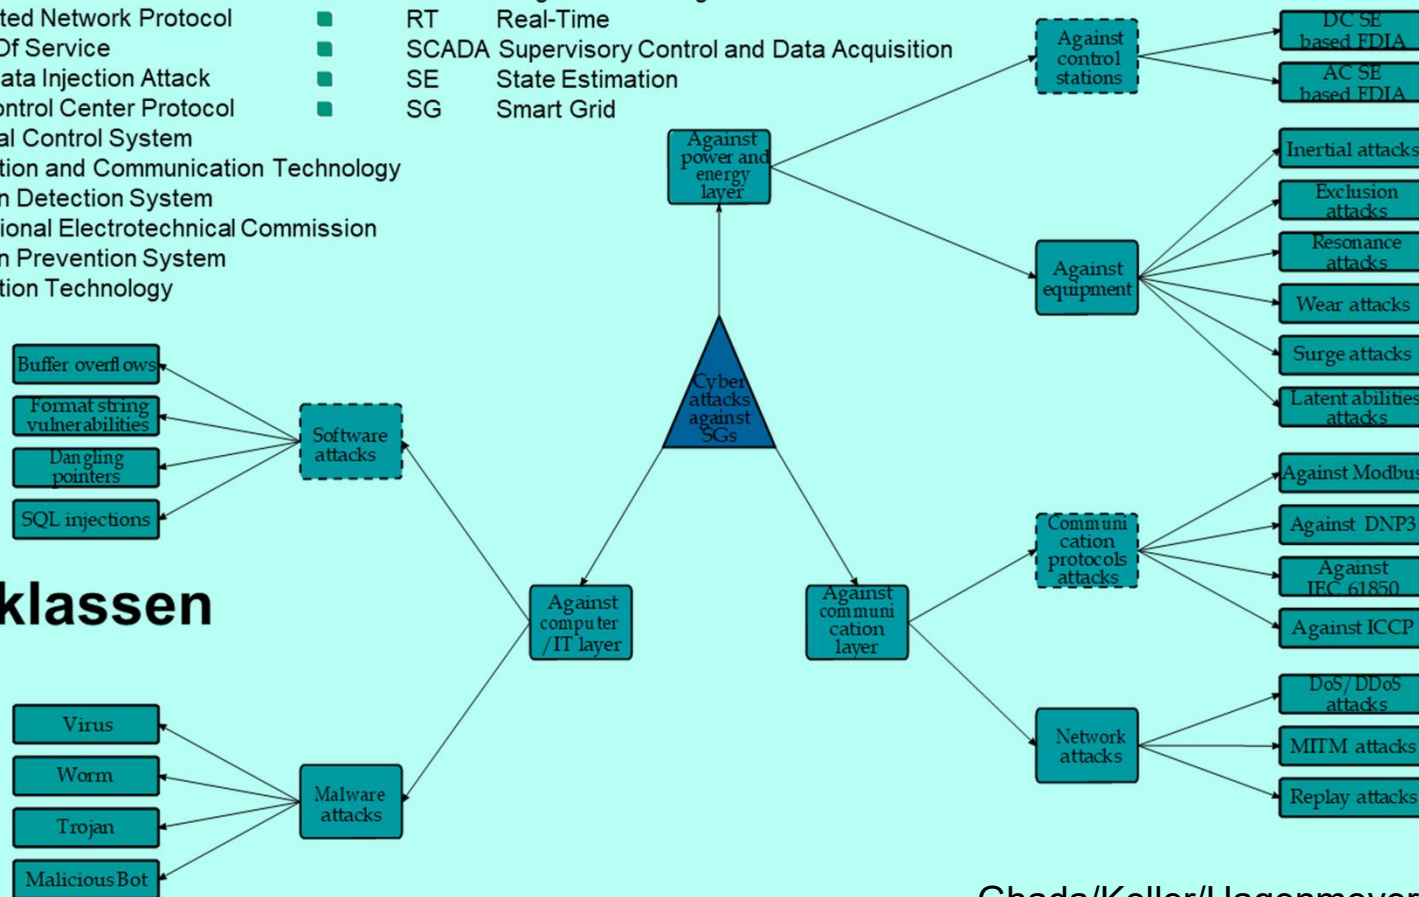 ted Network Protocol
Of Service
ata Injection Attack
ontrol Center Protocol
al Control System
tion and Communication Technology
n Detection System
ional Electrotechnical Commission
n Prevention System
tion Technology
RT Real-Time
SCADA Supervisory Control and Data Acquisition
SE State Estimation
SG Smart Grid
Against
power and
energy
layer
Against
control
stations
DC SE
based FDIA
AC SE
based FDIA
Against
equipment
Inertial attacks
Exclusion
attacks
Resonance
attacks
Wear attacks
Surge attacks
Latent abilities
attacks
Cyber
attacks
against
SGs
Buffer overflows
Format string
vulnerabilities
Dangling
pointers
SQL injections
Software
attacks
klassen
Against
computer
/IT layer
Against
communi
cation
layer
Communi
cation
protocols
attacks
Against Modbus
Against DNP3
Against
IEC 61850
Against ICCP
Network
attacks
DoS/DDoS
attacks
MITM attacks
Replay attacks
Virus
Worm
Trojan
Malicious Bot
Malware
attacks
Ghada/Keller/Hagenmeyer